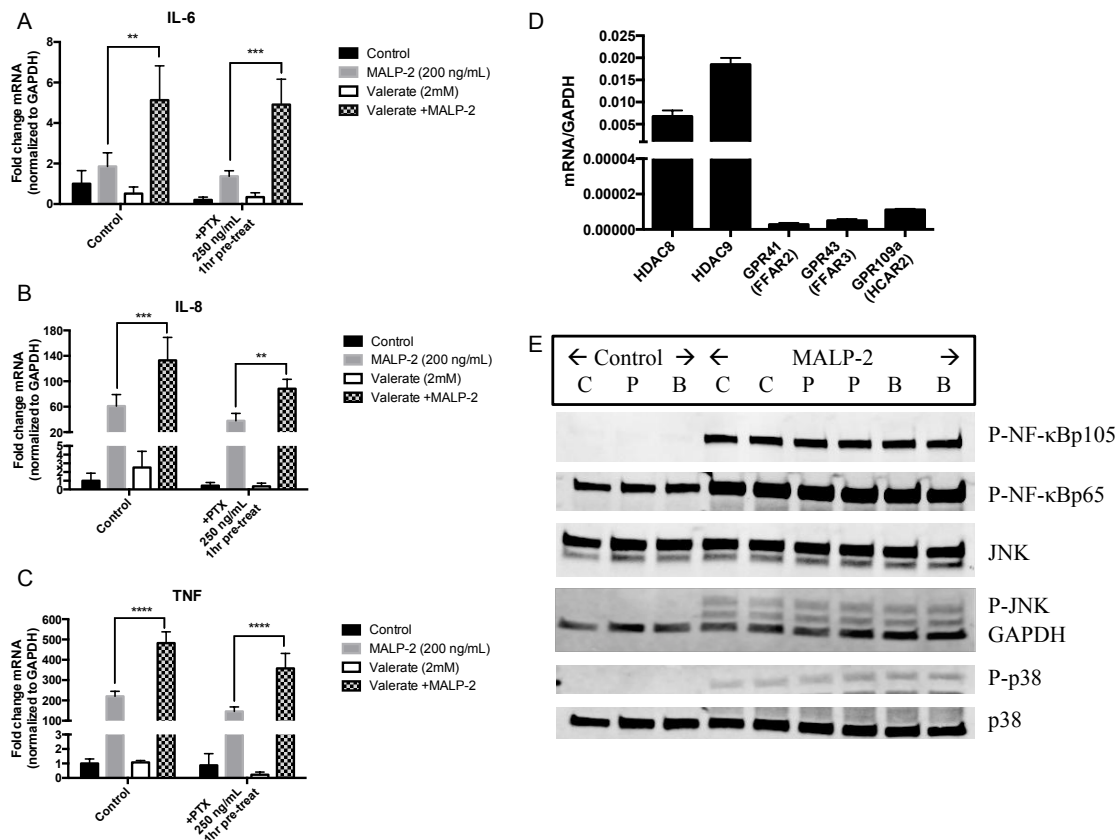 A
IL-6
Fold change mRNA
(normalized to GAPDH)
8
6
4
2
0
**
***
Control
+PTX
250 ng/mL
1hr pre-treat
Control
MALP-2 (200 ng/mL)
Valerate (2mM)
Valerate +MALP-2
B
IL-8
Fold change mRNA
(normalized to GAPDH)
180
140
100
60
20
5
4
3
2
1
0
***
**
Control
+PTX
250 ng/mL
1hr pre-treat
Control
MALP-2 (200 ng/mL)
Valerate (2mM)
Valerate +MALP-2
C
TNF
Fold change mRNA
(normalized to GAPDH)
600
500
400
300
200
100
3
2
1
0
****
****
Control
+PTX
250 ng/mL
1hr pre-treat
Control
MALP-2 (200 ng/mL)
Valerate (2mM)
Valerate +MALP-2
D
mRNA/GAPDH
0.020
0.015
0.010
0.005
0.00004
0.00002
0.00000
HDAC8
HDAC9
GPR41
(FFAR2)
GPR43
(FFAR3)
GPR109a
(HCAR2)
E
← Control → ← MALP-2 →
C P B C C P P B B
P-NF-κBp105
P-NF-κBp65
JNK
P-JNK
GAPDH
P-p38
p38